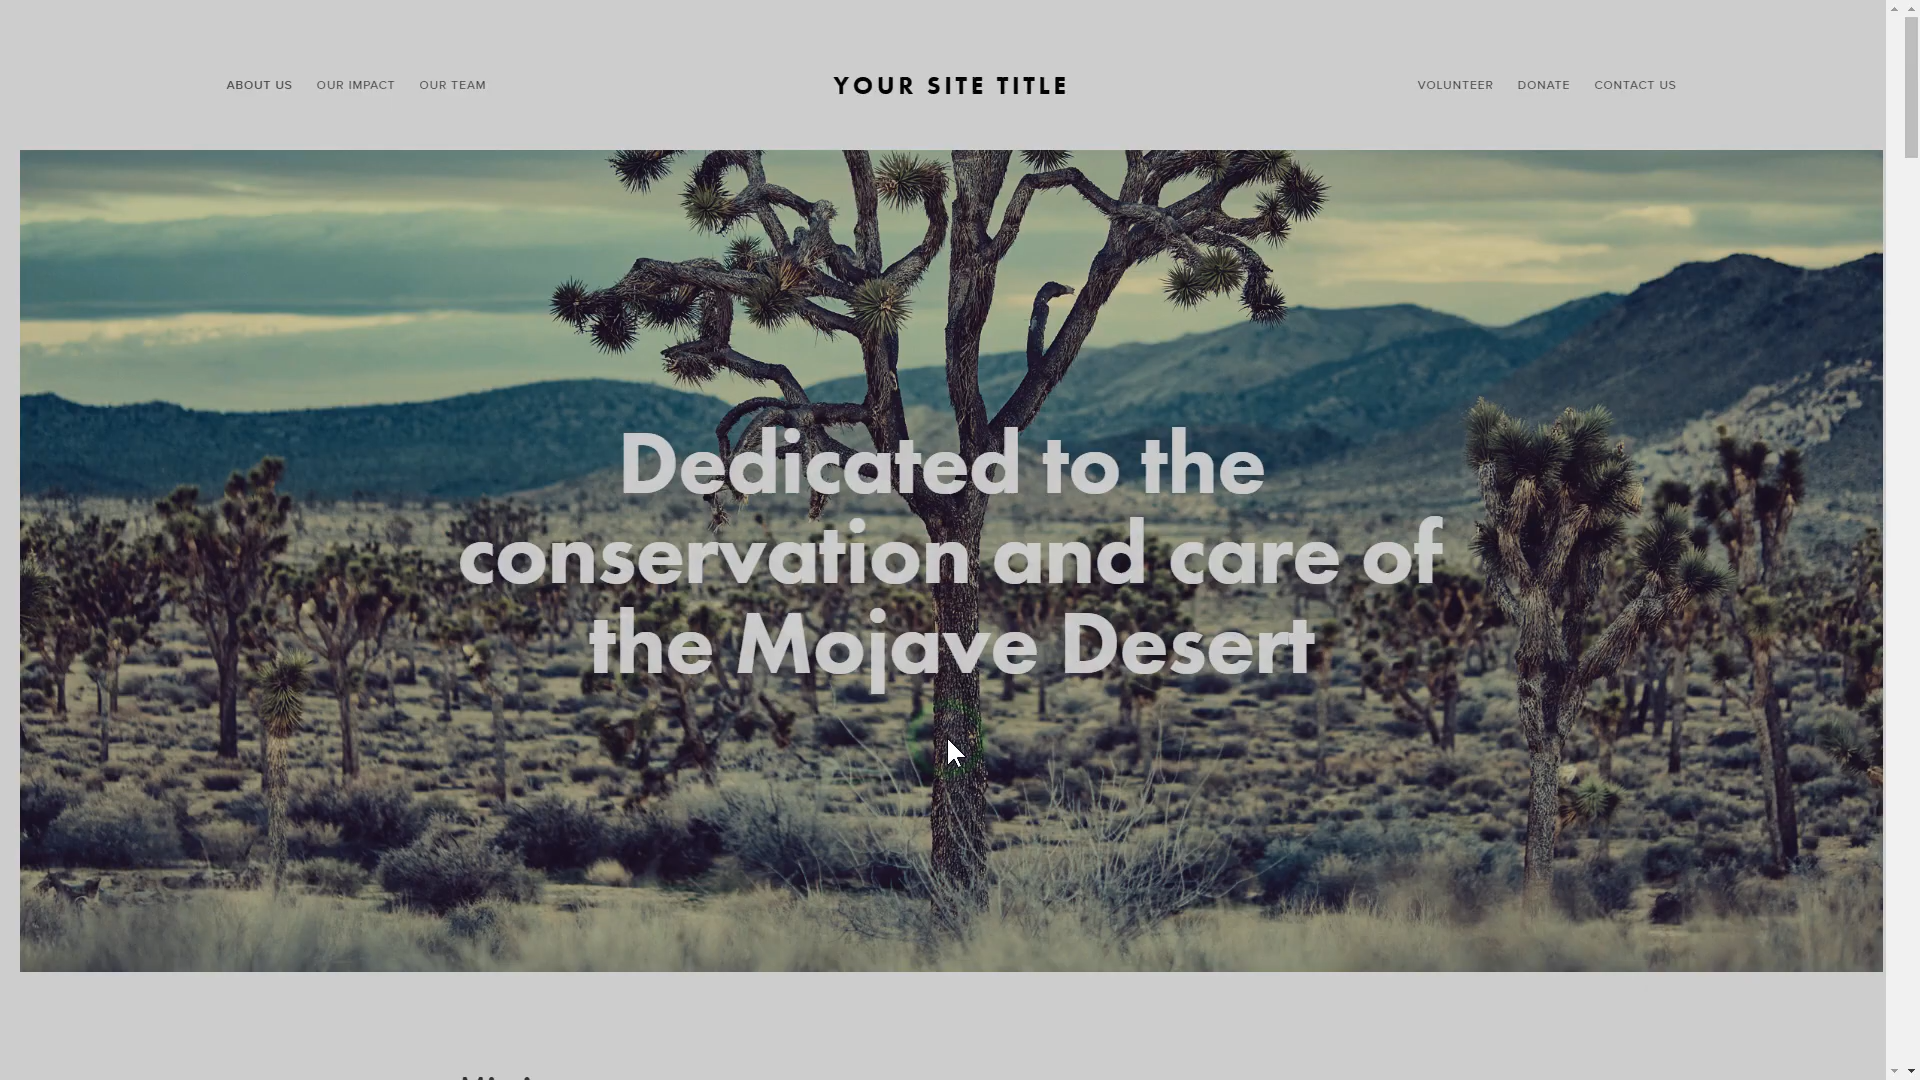 ABOUT US OUR IMPACT OUR TEAM YOUR SITE TITLE VOLUNTEER DONATE CONTACT US
Dedicated to the
conservation and care of
the Mojave Desert